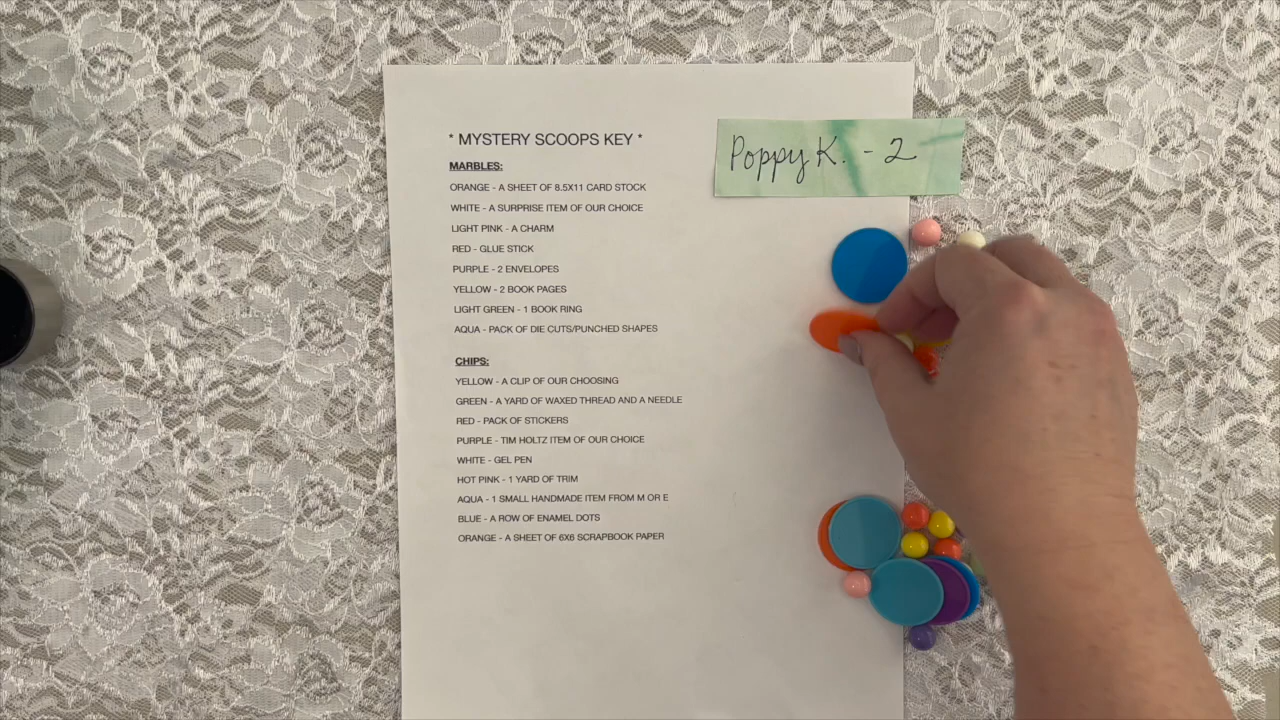 * MYSTERY SCOOPS KEY *
Poppy K. - 2
MARBLES:
ORANGE - A SHEET OF 8.5X11 CARD STOCK
WHITE - A SURPRISE ITEM OF OUR CHOICE
LIGHT PINK - A CHARM
RED - GLUE STICK
PURPLE - 2 ENVELOPES
YELLOW - 2 BOOK PAGES
LIGHT GREEN - 1 BOOK RING
AQUA - PACK OF DIE CUTS/PUNCHED SHAPES
CHIPS:
YELLOW - A CLIP OF OUR CHOOSING
GREEN - A YARD OF WAXED THREAD AND A NEEDLE
RED - PACK OF STICKERS
PURPLE - TIM HOLTZ ITEM OF OUR CHOICE
WHITE - GEL PEN
HOT PINK - 1 YARD OF TRIM
AQUA - 1 SMALL HANDMADE ITEM FROM M OR E
BLUE - A ROW OF ENAMEL DOTS
ORANGE - A SHEET OF 6X6 SCRAPBOOK PAPER